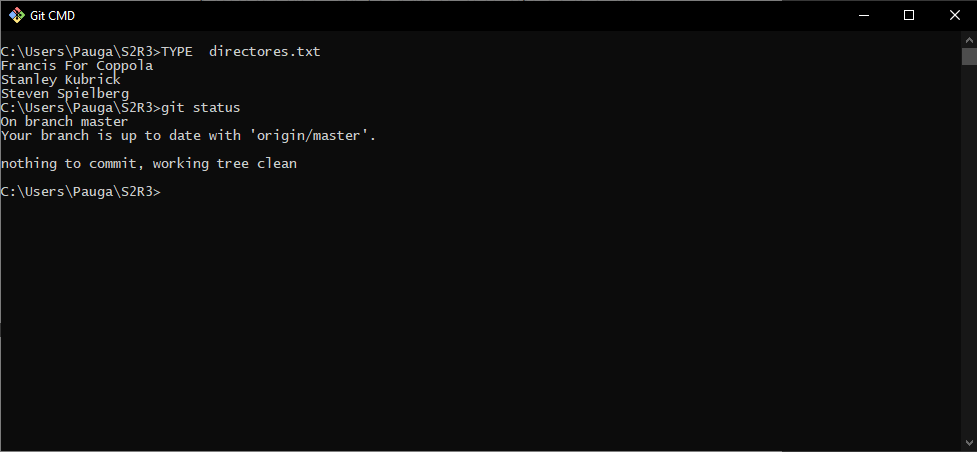 Git CMD
C:\Users\Pauga\S2R3>TYPE  directores.txt
Francis For Coppola
Stanley Kubrick
Steven Spielberg
C:\Users\Pauga\S2R3>git status
On branch master
Your branch is up to date with 'origin/master'.
nothing to commit, working tree clean
C:\Users\Pauga\S2R3>